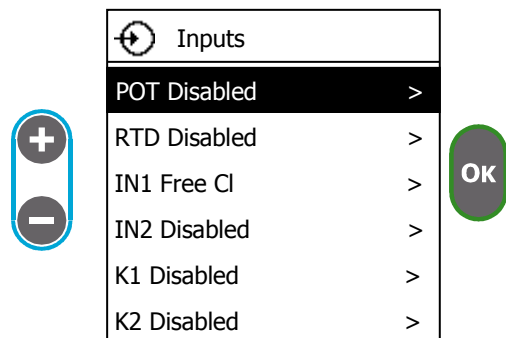 Inputs
POT Disabled >
+
RTD Disabled >
IN1 Free Cl >
OK
IN2 Disabled >
−
K1 Disabled >
K2 Disabled >